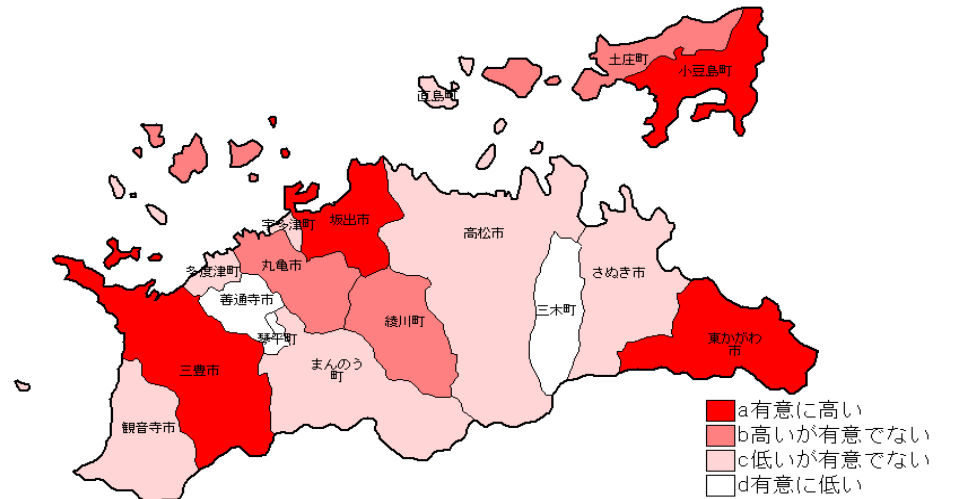 土庄町
小豆島町
直島町
宇多津町
坂出市
高松市
丸亀市
多度津町
さぬき市
善通寺市
三木町
綾川町
琴平町
東かがわ
市
まんのう
町
三豊市
観音寺市
a有意に高い
b高いが有意でない
c低いが有意でない
d有意に低い